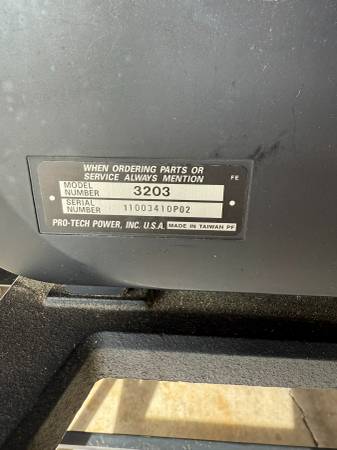 WHEN ORDERING PARTS OR
SERVICE ALWAYS MENTION
FE
MODEL
NUMBER 3203
SERIAL
NUMBER 11003410P02
PRO-TECH POWER, INC. U.S.A. MADE IN TAIWAN PF